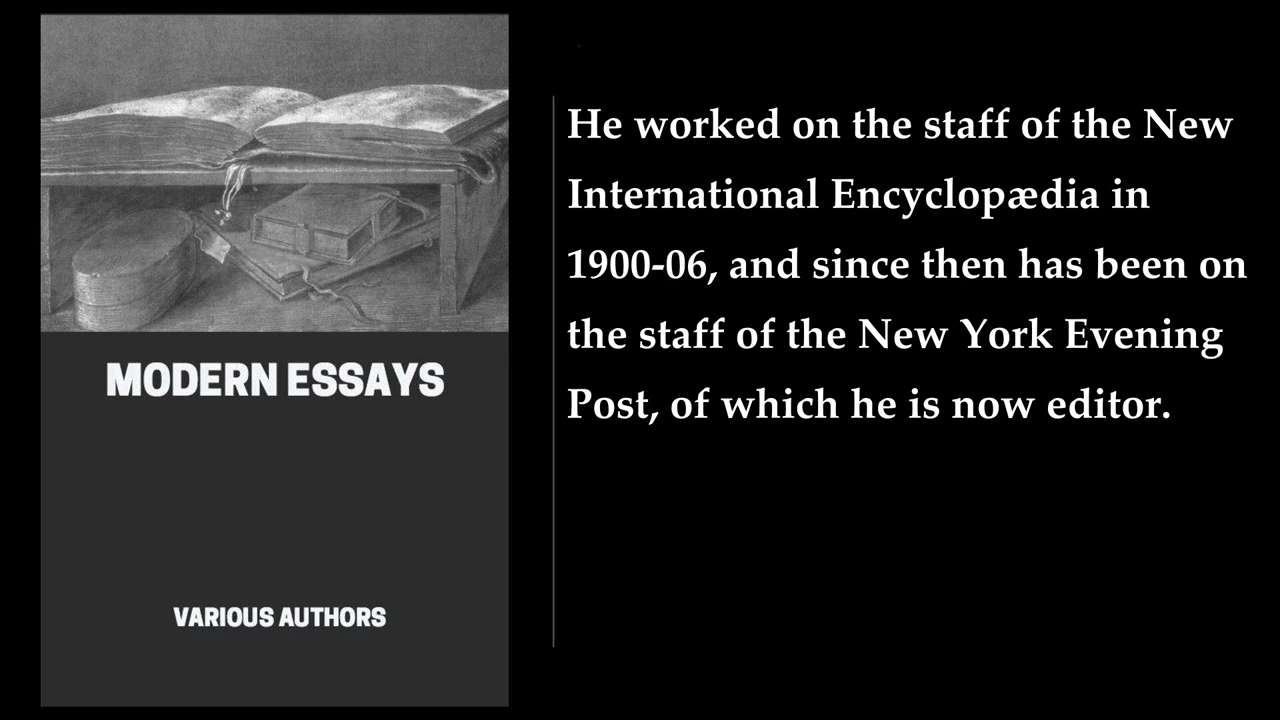 MODERN ESSAYS
VARIOUS AUTHORS
He worked on the staff of the New
International Encyclopædia in
1900-06, and since then has been on
the staff of the New York Evening
Post, of which he is now editor.